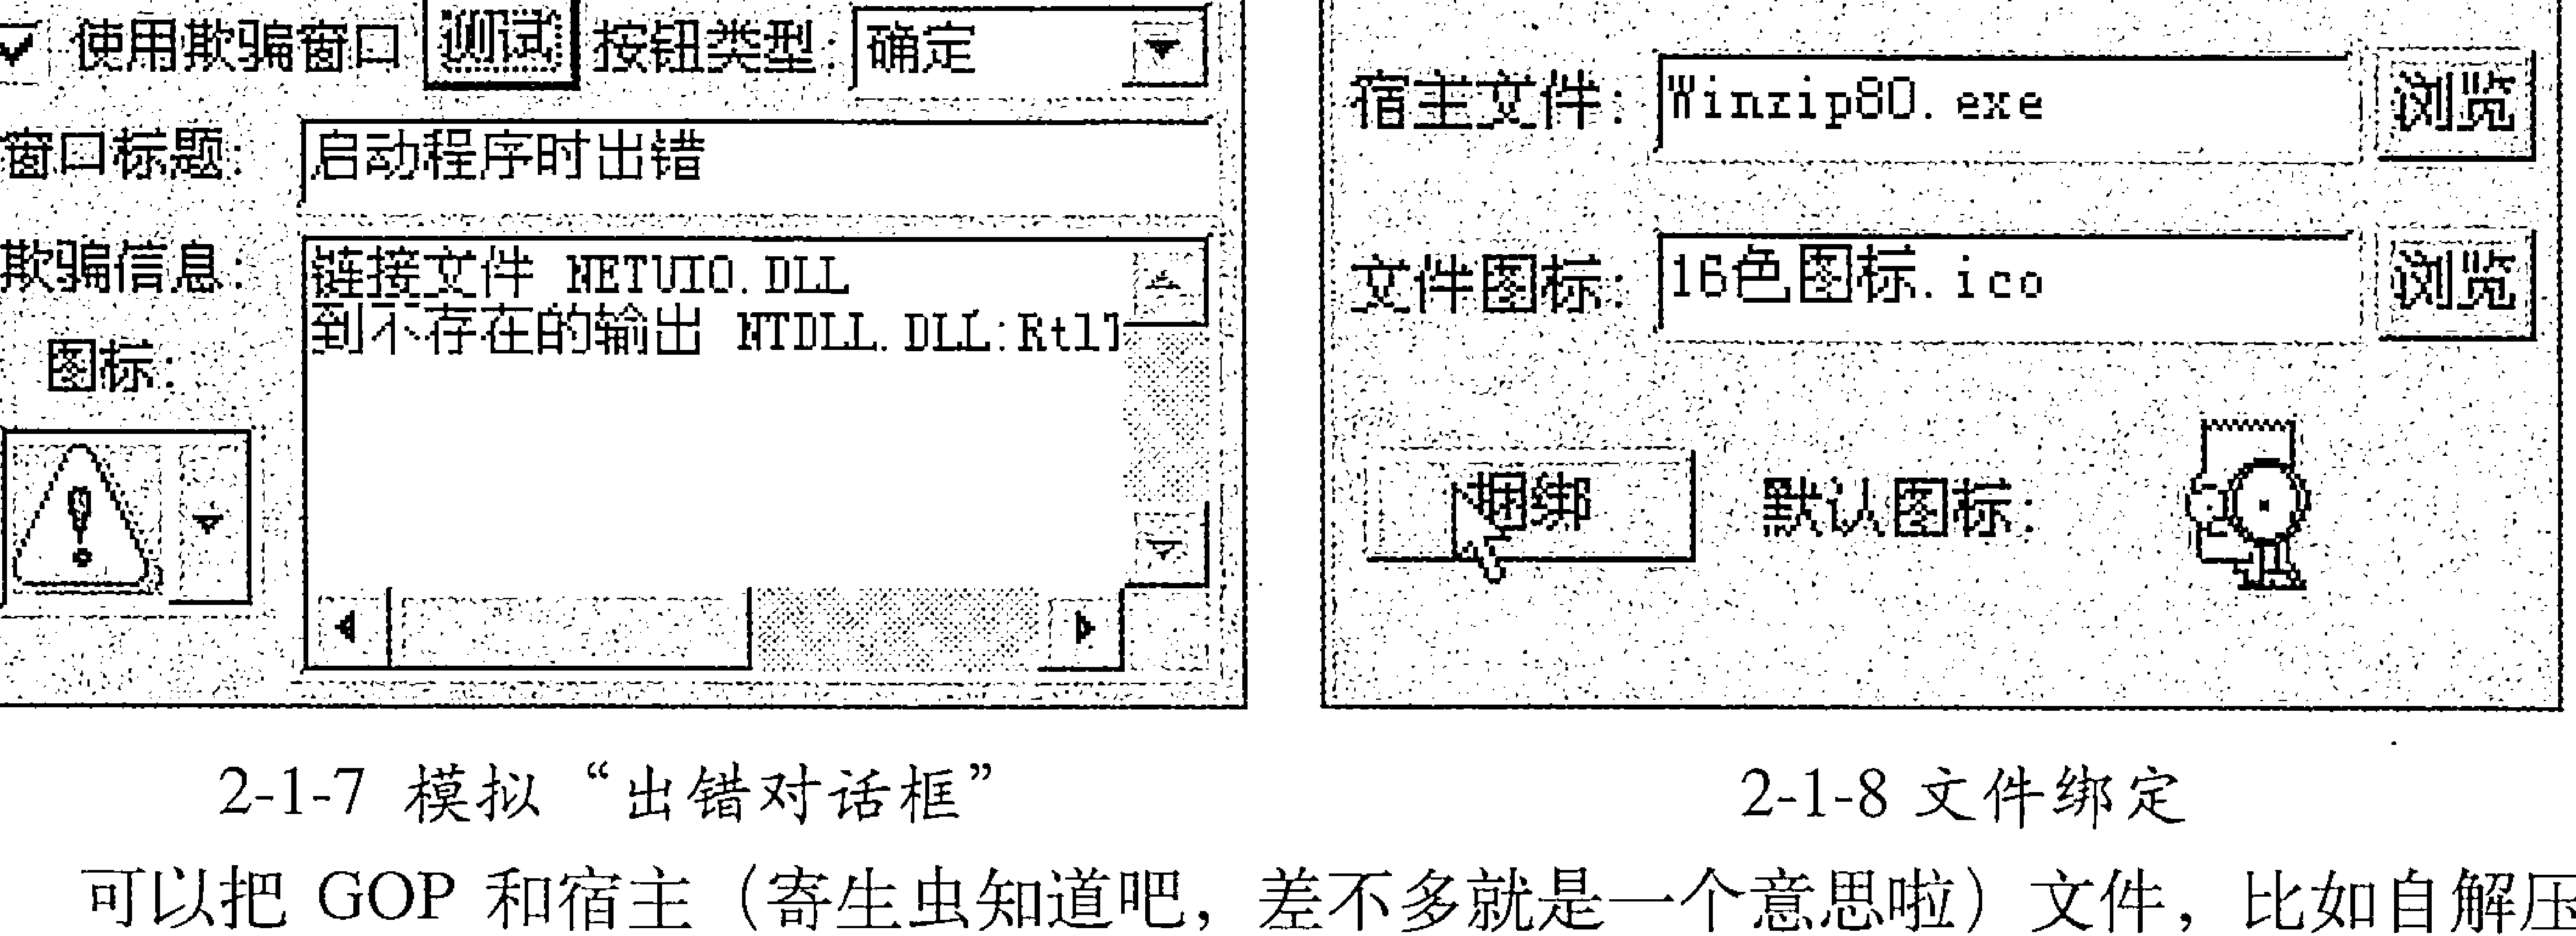 使用欺骗窗口 测试 按钮类型: 确定
窗口标题: 启动程序时出错
欺骗信息: 链接文件 NETUIO.DLL
到不存在的输出 NTDLL.DLL:Rtl
图标:
宿主文件: Winzip80.exe 浏览
文件图标: 16色图标.ico 浏览
捆绑 默认图标:
2-1-7 模拟“出错对话框”
2-1-8 文件绑定
可以把 GOP 和宿主（寄生虫知道吧，差不多就是一个意思啦）文件，比如自解压